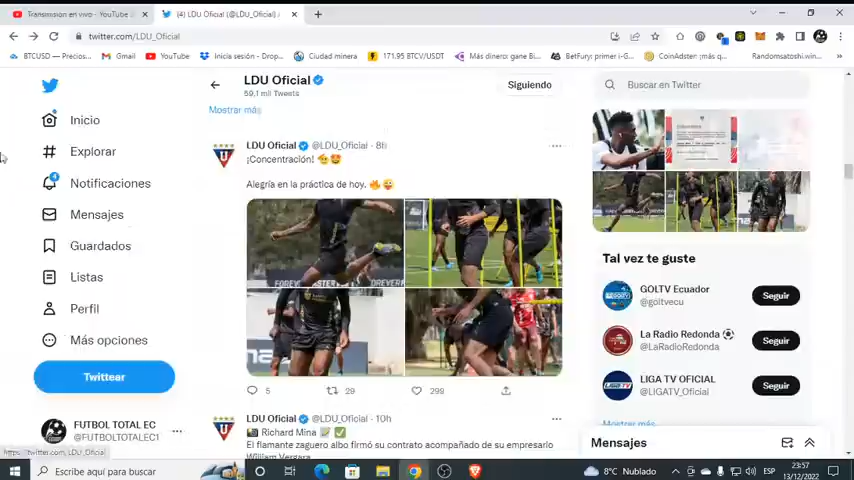 Transmision en vivo - YouTube
(4) LDU Oficial (@LDU_Oficial) /
twitter.com/LDU_Oficial
BTCUSD — Precios...
Gmail
YouTube
Inicia sesión - Drop...
Ciudad minera
171.95 BTCV/USDT
Más dinero: gane Bi...
BetFury: primer i-G...
CoinAdster: ¡más q...
Randomsatoshi.win
Inicio
Explorar
4
Notificaciones
Mensajes
Guardados
Listas
Perfil
Más opciones
Twittear
FUTBOL TOTAL EC
@FUTBOLTOTALEC1
https://twitter.com/LDU_Oficial
LDU Oficial
59,1 mil Tweets
Siguiendo
Mostrar más
LDU Oficial @LDU_Oficial · 8h
¡Concentración!
Alegría en la práctica de hoy.
5
29
299
LDU Oficial @LDU_Oficial · 10h
Richard Mina
El flamante zaguero albo firmó su contrato acompañado de su empresario
William Vergara
Buscar en Twitter
Tal vez te guste
GOLTV Ecuador
@goltvecu
Seguir
La Radio Redonda
@LaRadioRedonda
Seguir
LIGA TV OFICIAL
@LIGATV_Oficial
Seguir
Mostrar más
Mensajes
Escribe aquí para buscar
8°C Nublado
ESP
23:57
13/12/2022